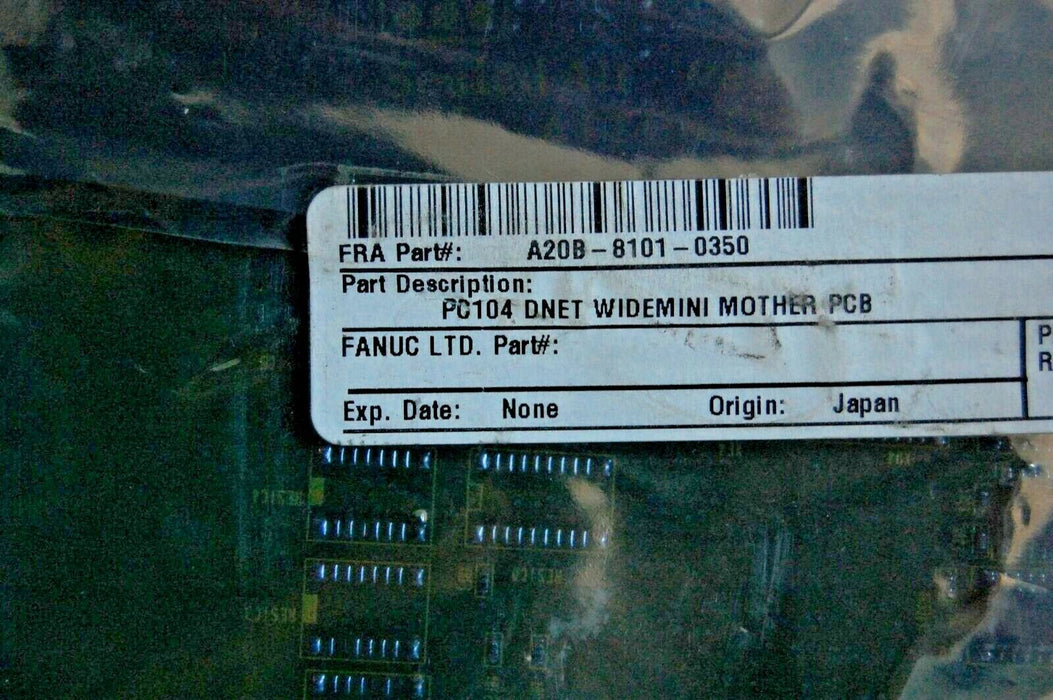 FRA Part#: A20B-8101-0350
Part Description:
PC104 DNET WIDEMINI MOTHER PCB
FANUC LTD. Part#:
P
R
Exp. Date: None Origin: Japan